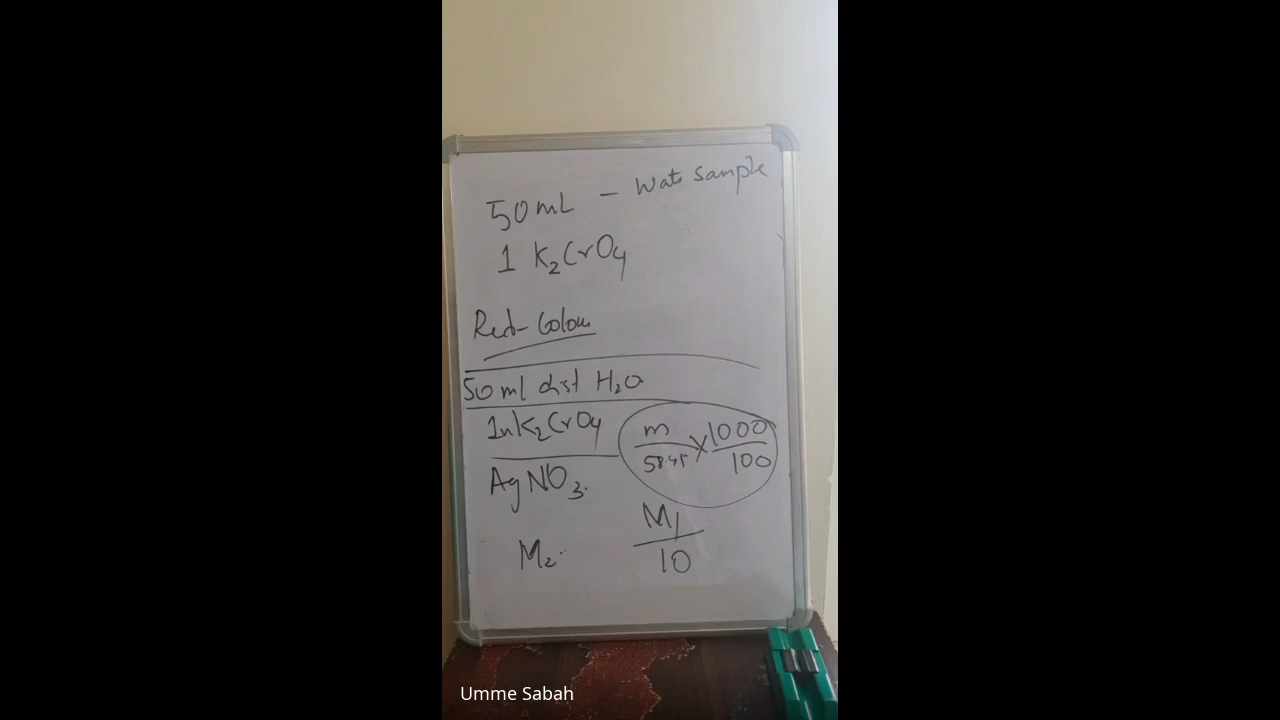 50 mL - Wate sample
1 K2CrO4
Red- Colour
50 ml dist H2O
1 K2CrO4
m/58.45 × 1000/100
AgNO3.
M1/10
M2.
Umme Sabah